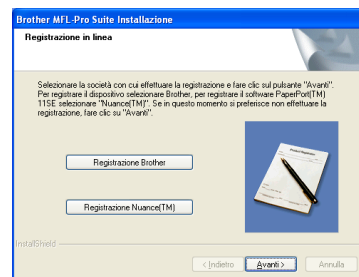 Brother MFL-Pro Suite Installazione
Registrazione in linea
Selezionare la società con cui effettuare la registrazione e fare clic sul pulsante "Avanti".
Per registrare il dispositivo selezionare Brother, per registrare il software PaperPort(TM)
11SE selezionare "Nuance(TM)". Se in questo momento si preferisce non effettuare la
registrazione, fare clic su "Avanti".
Registrazione Brother
Registrazione Nuance(TM)
InstallShield
< Indietro
Avanti >
Annulla